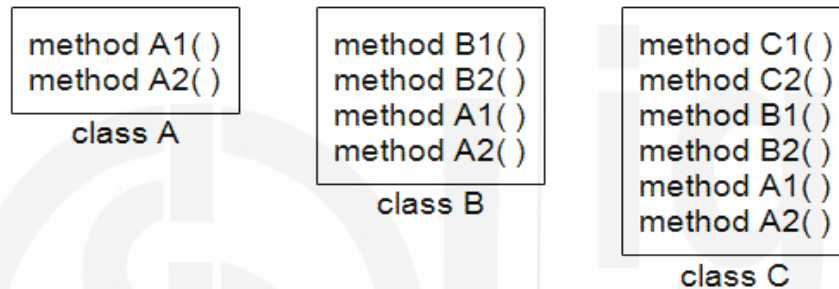 method A1( )
method A2( )
class A
method B1( )
method B2( )
method A1( )
method A2( )
class B
method C1( )
method C2( )
method B1( )
method B2( )
method A1( )
method A2( )
class C